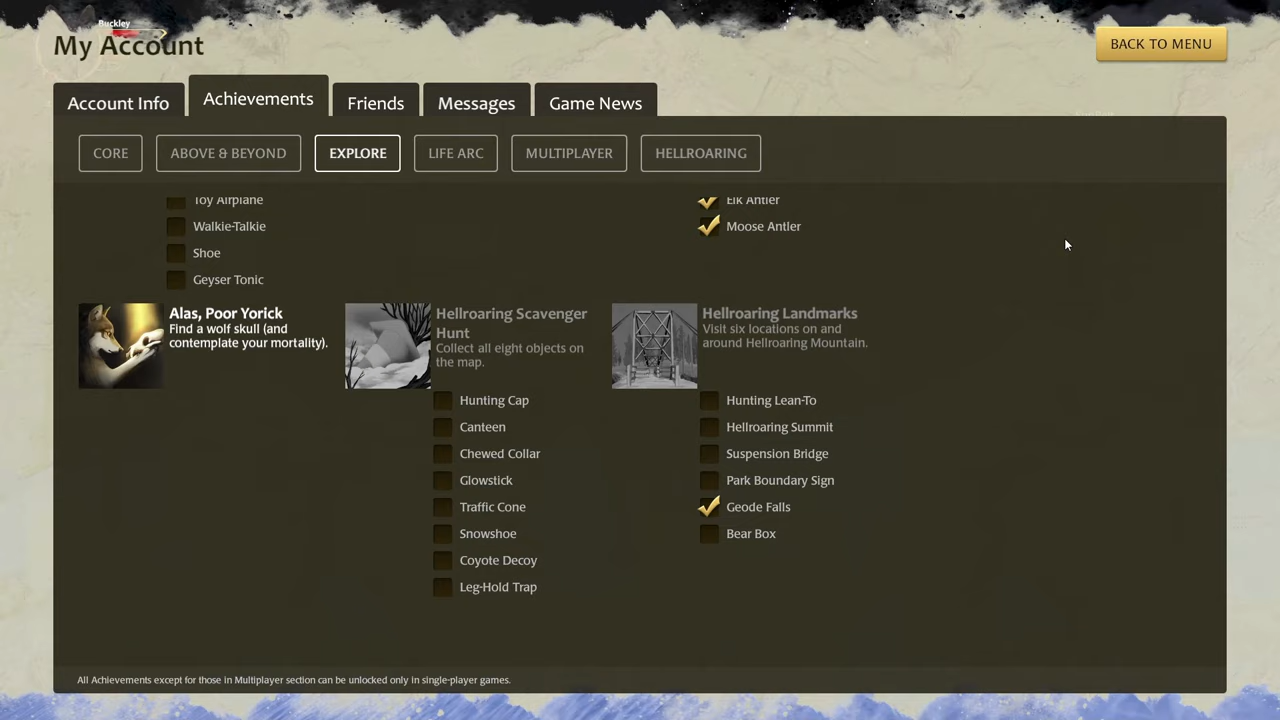 Buckley
My Account
BACK TO MENU
Account Info
Achievements
Friends
Messages
Game News
CORE
ABOVE & BEYOND
EXPLORE
LIFE ARC
MULTIPLAYER
HELLROARING
Toy Airplane
Walkie-Talkie
Shoe
Geyser Tonic
Elk Antler
Moose Antler
Alas, Poor Yorick
Find a wolf skull (and
contemplate your mortality).
Hellroaring Scavenger
Hunt
Collect all eight objects on
the map.
Hunting Cap
Canteen
Chewed Collar
Glowstick
Traffic Cone
Snowshoe
Coyote Decoy
Leg-Hold Trap
Hellroaring Landmarks
Visit six locations on and
around Hellroaring Mountain.
Hunting Lean-To
Hellroaring Summit
Suspension Bridge
Park Boundary Sign
Geode Falls
Bear Box
All Achievements except for those in Multiplayer section can be unlocked only in single-player games.